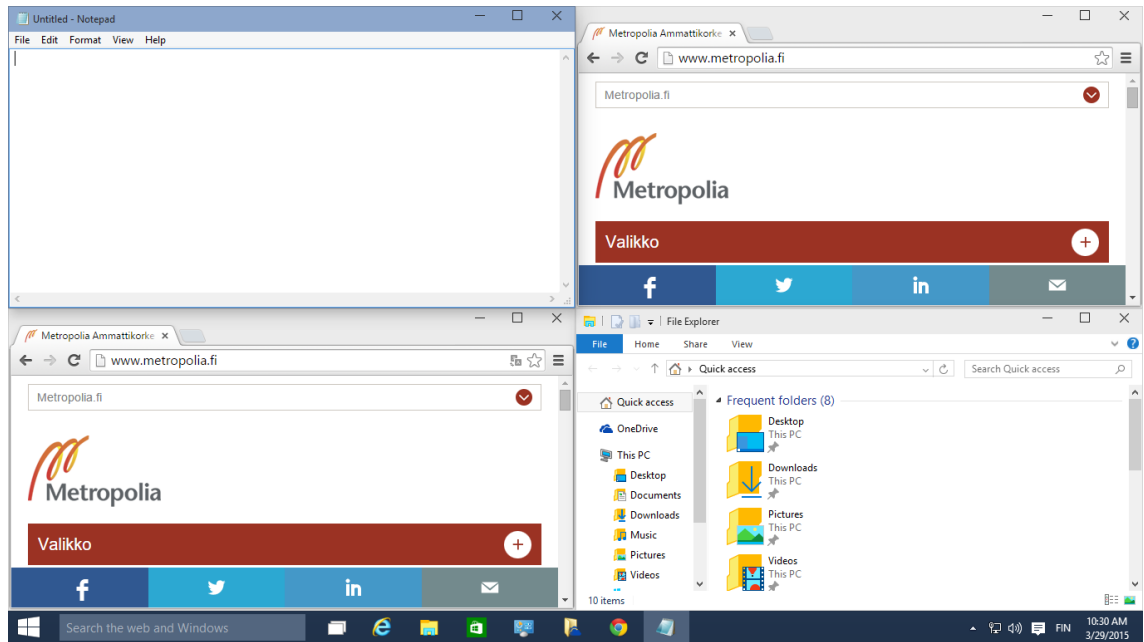 Untitled - Notepad
File Edit Format View Help
Metropolia Ammattikorke
www.metropolia.fi
Metropolia.fi
Metropolia
Valikko
f
in
Metropolia Ammattikorke
www.metropolia.fi
Metropolia.fi
Metropolia
Valikko
f
in
File Explorer
File Home Share View
Quick access
Search Quick access
Quick access
OneDrive
This PC
Desktop
Documents
Downloads
Music
Pictures
Videos
Frequent folders (8)
Desktop
This PC
Downloads
This PC
Pictures
This PC
Videos
This PC
10 items
Search the web and Windows
FIN
10:30 AM
3/29/2015